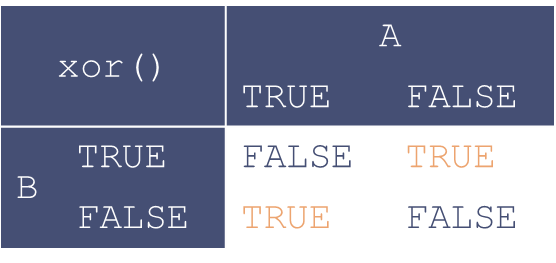 A
xor()
TRUE FALSE
TRUE FALSE TRUE
B
FALSE TRUE FALSE